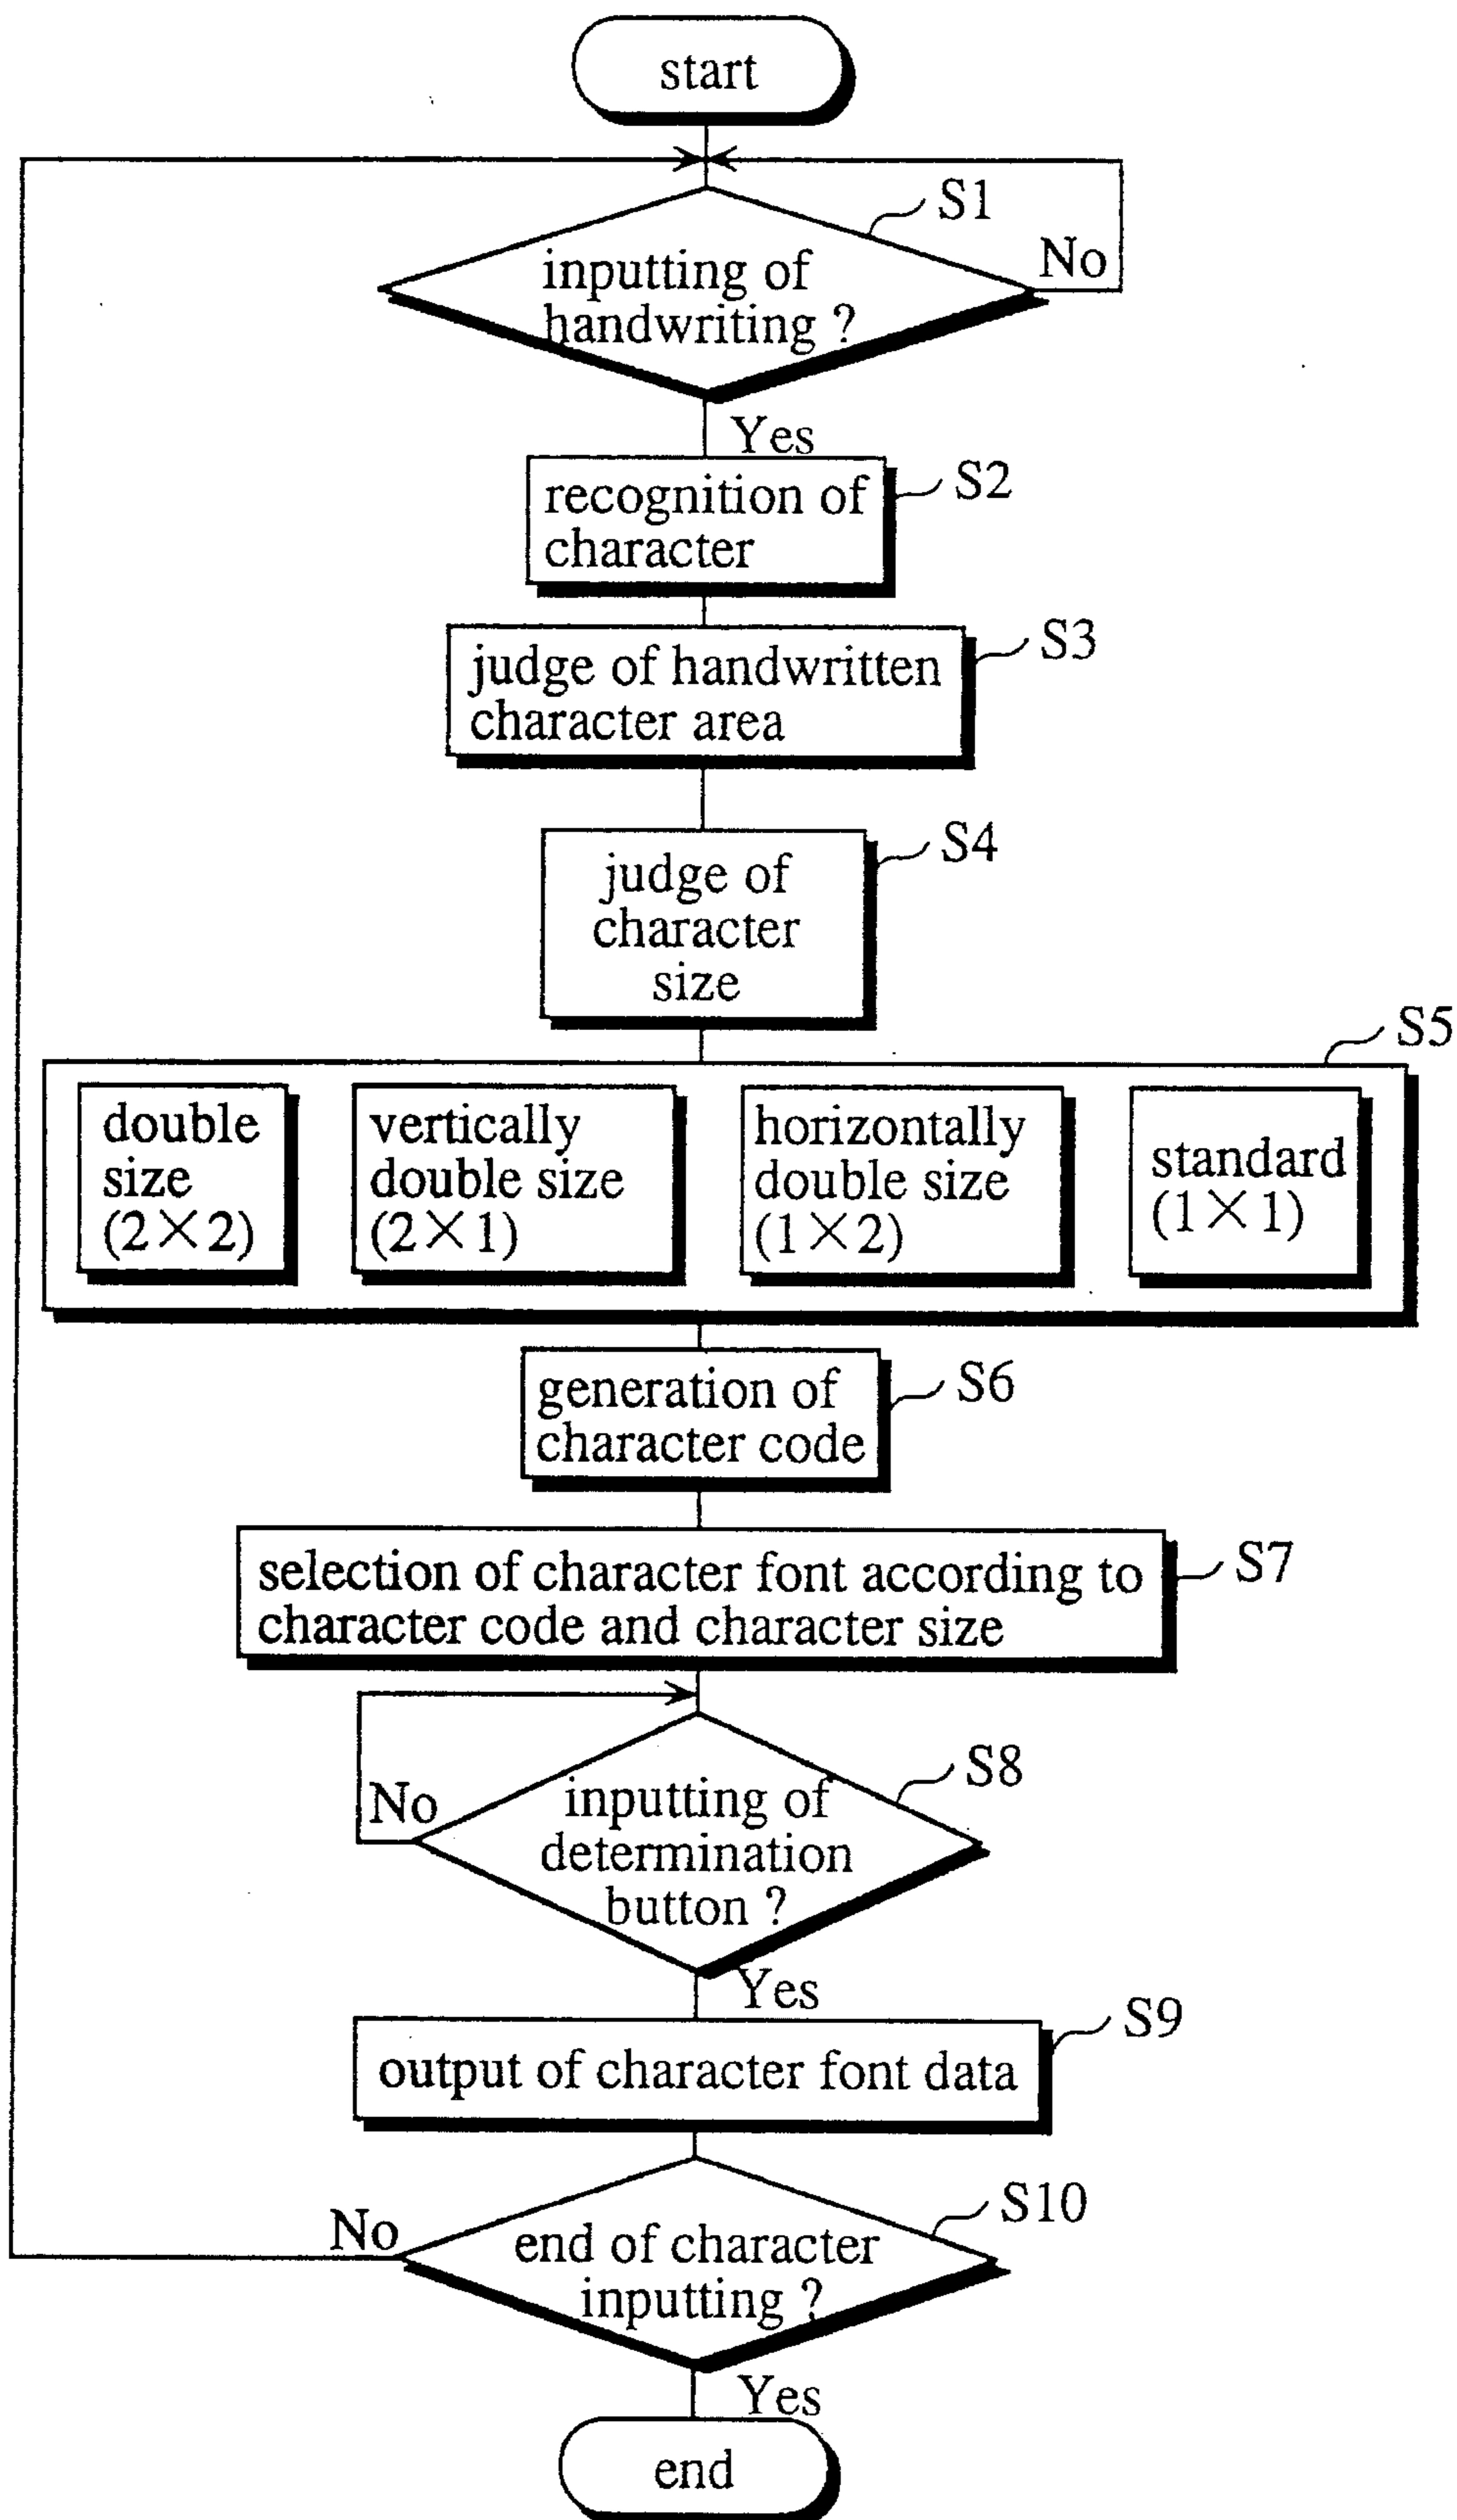 start
S1
No
inputting of
handwriting ?
Yes
S2
recognition of
character
S3
judge of handwritten
character area
S4
judge of
character
size
S5
double
size
(2×2)
vertically
double size
(2×1)
horizontally
double size
(1×2)
standard
(1×1)
S6
generation of
character code
S7
selection of character font according to
character code and character size
S8
No
inputting of
determination
button ?
Yes
S9
output of character font data
S10
No
end of character
inputting ?
Yes
end